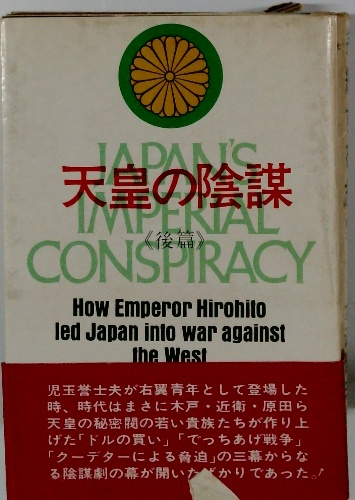 JAPAN'S
天皇の陰謀
IMPERIAL
《後篇》
CONSPIRACY
How Emperor Hirohito
led Japan into war against
the West
児玉誉士夫が右翼青年として登場した
時、時代はまさに木戸・近衛・原田ら
天皇の秘密閥の若い貴族たちが作り上
げた「ドルの買い」「でっちあげ戦争」
「クーデターによる脅迫」の三幕からな
る陰謀劇の幕が開いたばかりであった。!